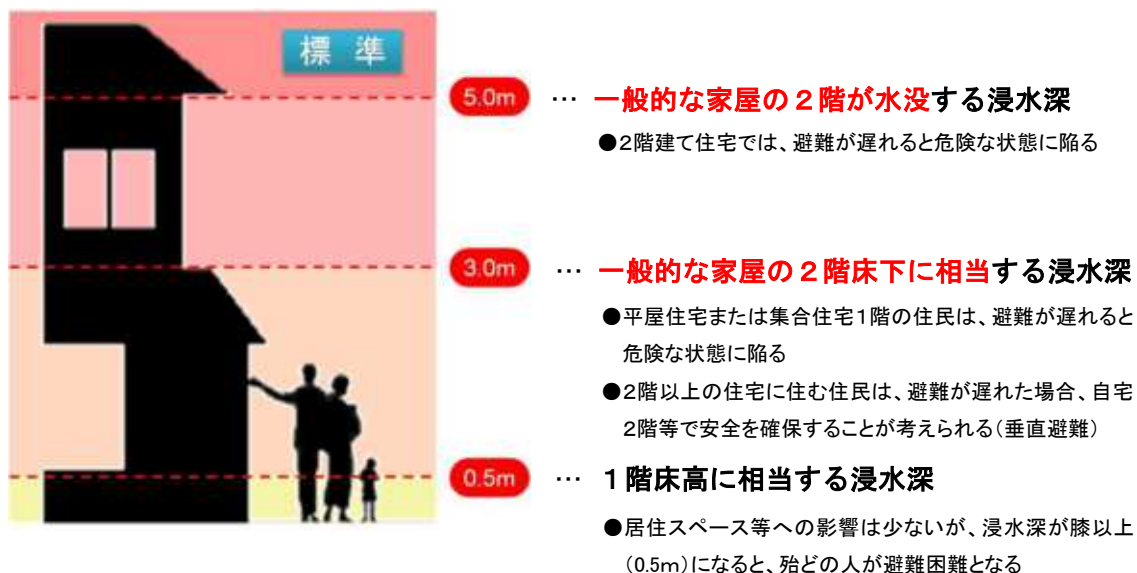 標 準
5.0m … 一般的な家屋の２階が水没する浸水深
●2階建て住宅では、避難が遅れると危険な状態に陥る
3.0m … 一般的な家屋の２階床下に相当する浸水深
●平屋住宅または集合住宅1階の住民は、避難が遅れると
危険な状態に陥る
●2階以上の住宅に住む住民は、避難が遅れた場合、自宅
2階等で安全を確保することが考えられる（垂直避難）
0.5m … １階床高に相当する浸水深
●居住スペース等への影響は少ないが、浸水深が膝以上
（0.5m）になると、殆どの人が避難困難となる